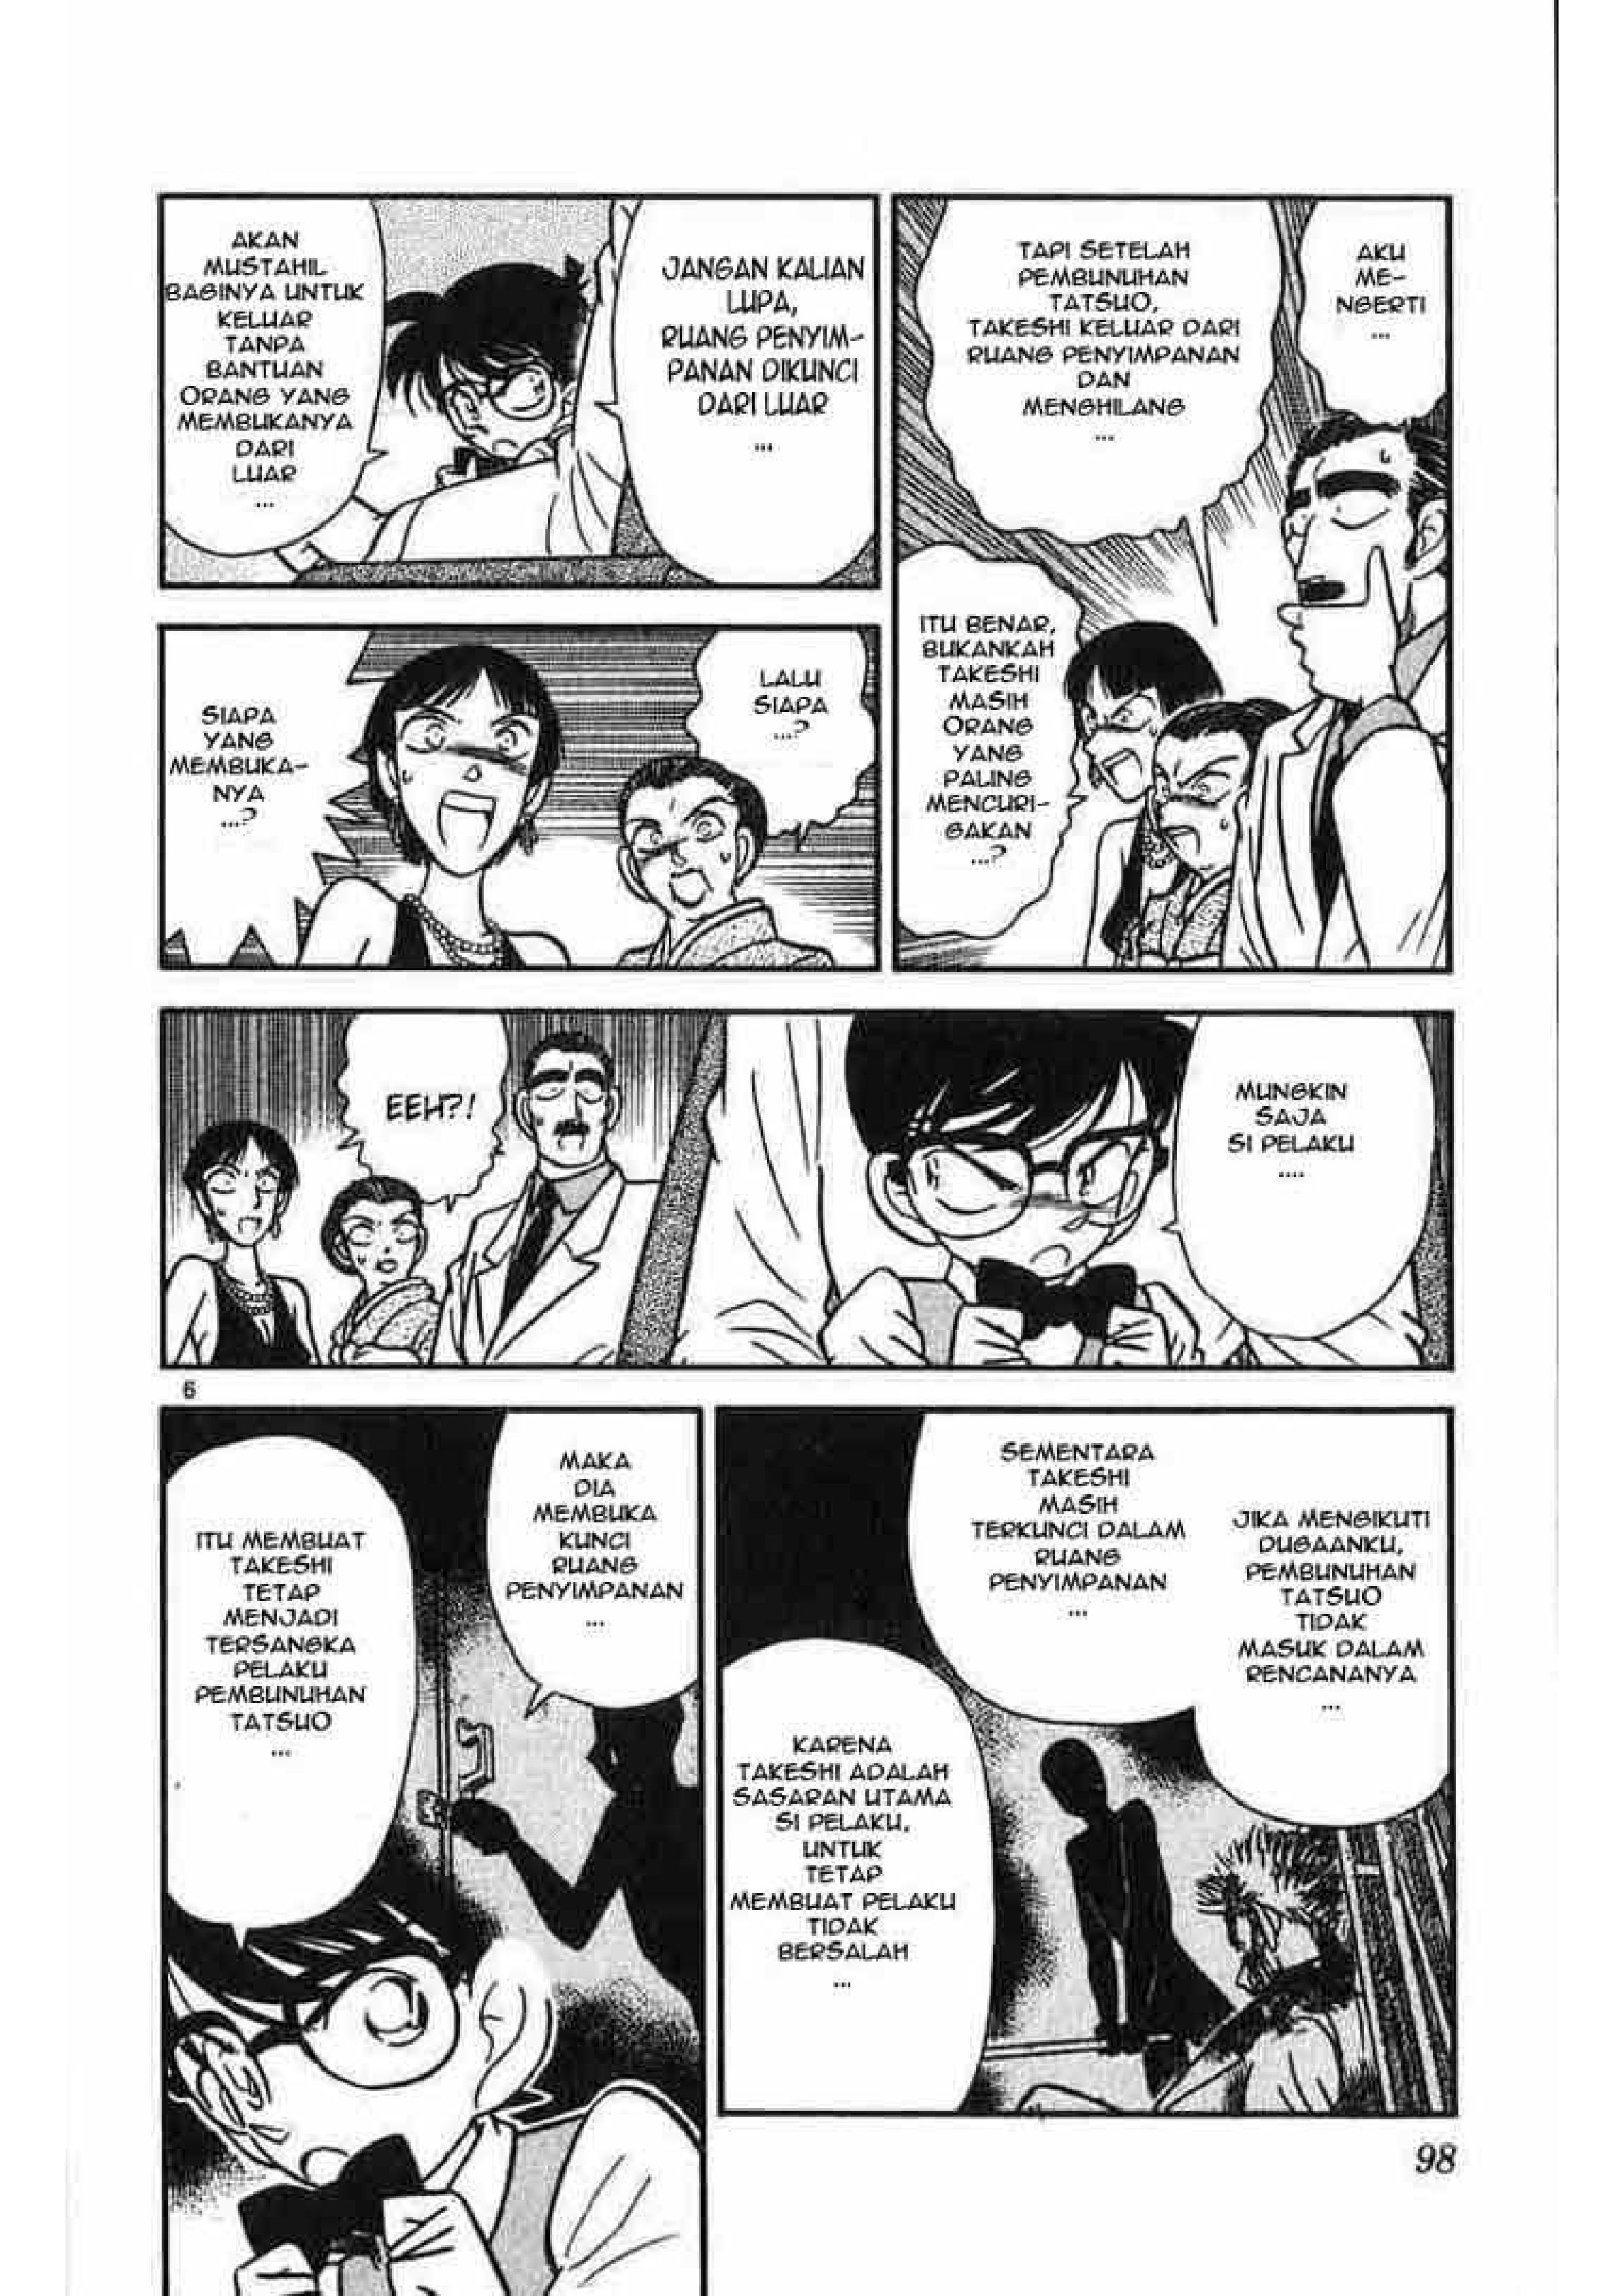 AKU
ME-
NGERTI
...
TAPI SETELAH
PEMBUNUHAN
TATSUO,
TAKESHI KELUAR DARI
RUANG PENYIMPANAN
DAN
MENGHILANG
...
ITU BENAR,
BUKANKAH
TAKESHI
MASIH
ORANG
YANG
PALING
MENCURI-
GAKAN
...?
JANGAN KALIAN
LUPA,
RUANG PENYIM-
PANAN DIKUNCI
DARI LUAR
...
AKAN
MUSTAHIL
BAGINYA UNTUK
KELUAR
TANPA
BANTUAN
ORANG YANG
MEMBUKANYA
DARI
LUAR
...
LALU
SIAPA
...?
SIAPA
YANG
MEMBUKA-
NYA
...?
MUNGKIN
SAJA
SI PELAKU
....
EEH?!
6
JIKA MENGIKUTI
DUGAANKU,
PEMBUNUHAN
TATSUO
TIDAK
MASUK DALAM
RENCANANYA
...
SEMENTARA
TAKESHI
MASIH
TERKUNCI DALAM
RUANG
PENYIMPANAN
...
KARENA
TAKESHI ADALAH
SASARAN UTAMA
SI PELAKU,
UNTUK
TETAP
MEMBUAT PELAKU
TIDAK
BERSALAH
...
MAKA
DIA
MEMBUKA
KUNCI
RUANG
PENYIMPANAN
...
ITU MEMBUAT
TAKESHI
TETAP
MENJADI
TERSANGKA
PELAKU
PEMBUNUHAN
TATSUO
...
98